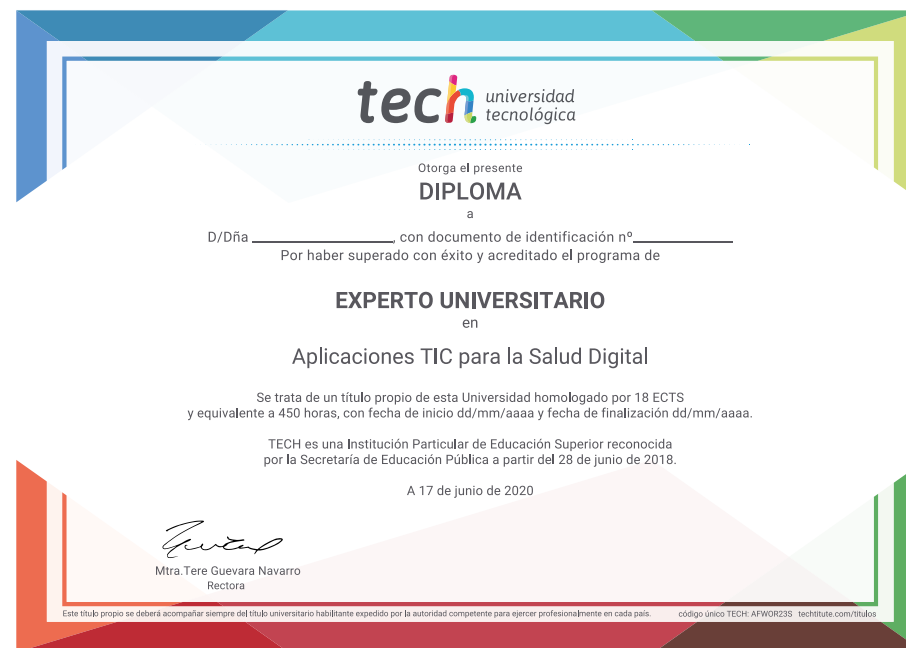 tech universidad
tecnológica
Otorga el presente
DIPLOMA
a
D/Dña ____________________, con documento de identificación nº______________
Por haber superado con éxito y acreditado el programa de
EXPERTO UNIVERSITARIO
en
Aplicaciones TIC para la Salud Digital
Se trata de un título propio de esta Universidad homologado por 18 ECTS
y equivalente a 450 horas, con fecha de inicio dd/mm/aaaa y fecha de finalización dd/mm/aaaa.
TECH es una Institución Particular de Educación Superior reconocida
por la Secretaría de Educación Pública a partir del 28 de junio de 2018.
A 17 de junio de 2020
Mtra.Tere Guevara Navarro
Rectora
Este título propio se deberá acompañar siempre del título universitario habilitante expedido por la autoridad competente para ejercer profesionalmente en cada país. código único TECH: AFWOR23S techtitute.com/titulos